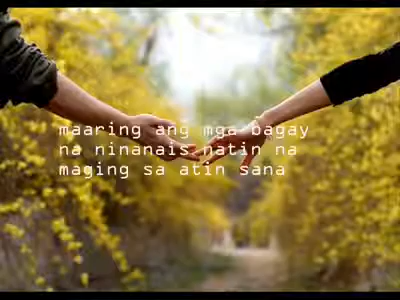 maaring ang mga bagay
na ninanais natin na
maging sa atin sana